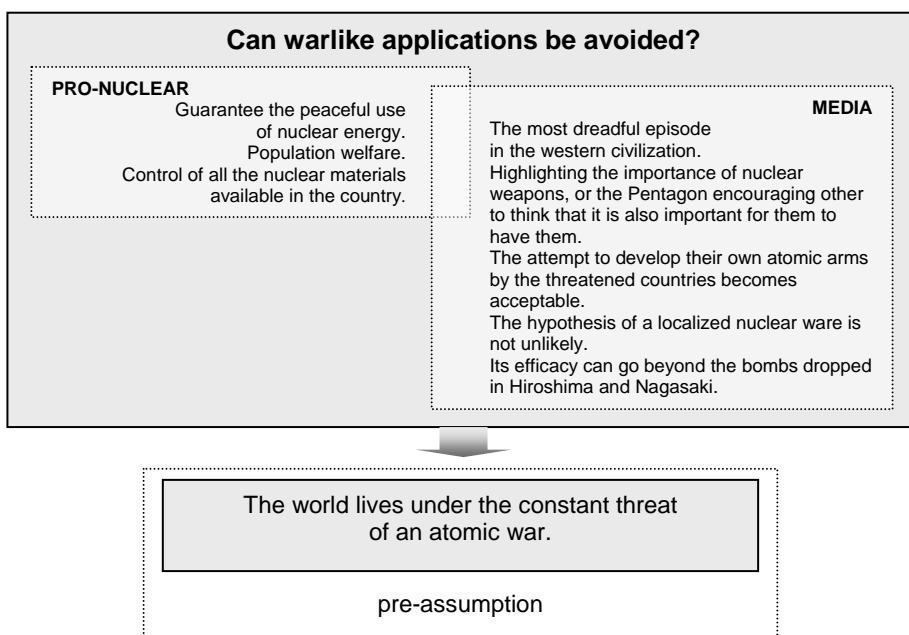 Can warlike applications be avoided?
PRO-NUCLEAR
Guarantee the peaceful use
of nuclear energy.
Population welfare.
Control of all the nuclear materials
available in the country.
MEDIA
The most dreadful episode
in the western civilization.
Highlighting the importance of nuclear
weapons, or the Pentagon encouraging other
to think that it is also important for them to
have them.
The attempt to develop their own atomic arms
by the threatened countries becomes
acceptable.
The hypothesis of a localized nuclear ware is
not unlikely.
Its efficacy can go beyond the bombs dropped
in Hiroshima and Nagasaki.
The world lives under the constant threat
of an atomic war.
pre-assumption